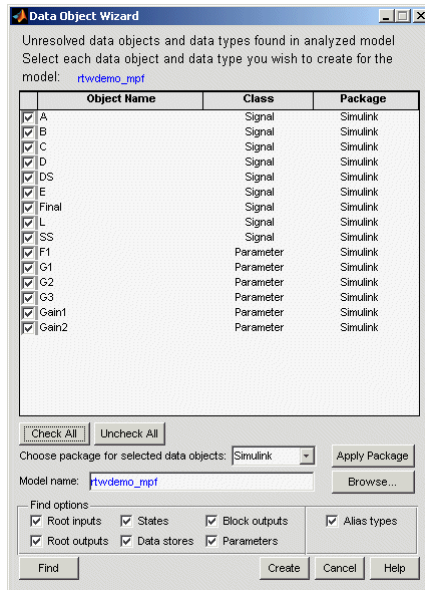 Data Object Wizard
Unresolved data objects and data types found in analyzed model
Select each data object and data type you wish to create for the
model: rtwdemo_mpf
Object Name Class Package
A Signal Simulink
B Signal Simulink
C Signal Simulink
D Signal Simulink
DS Signal Simulink
E Signal Simulink
Final Signal Simulink
L Signal Simulink
SS Signal Simulink
F1 Parameter Simulink
G1 Parameter Simulink
G2 Parameter Simulink
G3 Parameter Simulink
Gain1 Parameter Simulink
Gain2 Parameter Simulink
Check All Uncheck All
Choose package for selected data objects: Simulink Apply Package
Model name: rtwdemo_mpf Browse...
Find options
Root inputs States Block outputs Alias types
Root outputs Data stores Parameters
Find Create Cancel Help